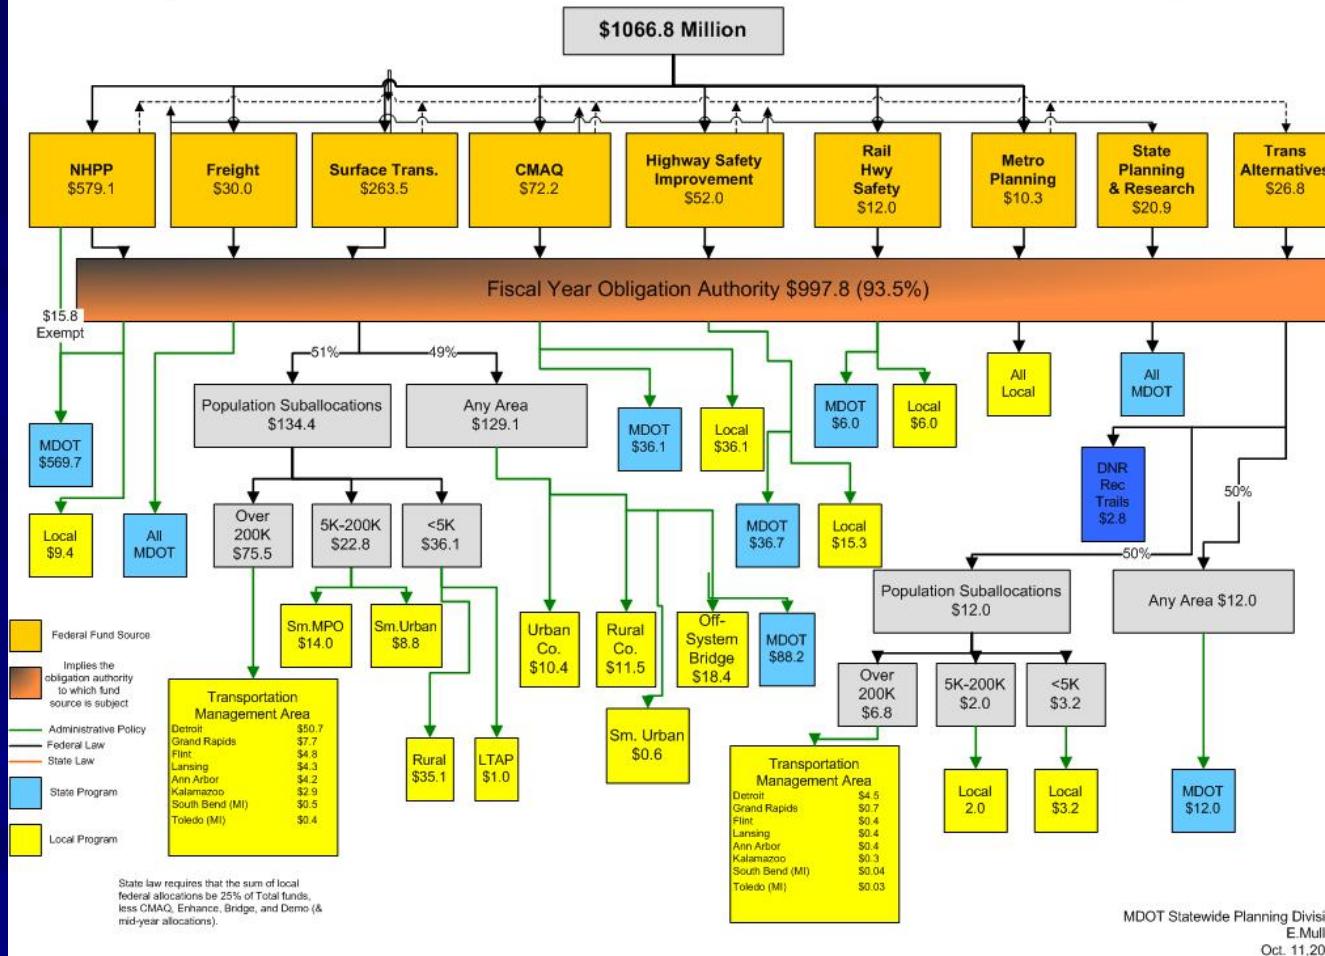 $1066.8 Million
NHPP
$579.1
Freight
$30.0
Surface Trans.
$263.5
CMAQ
$72.2
Highway Safety
Improvement
$52.0
Rail
Hwy
Safety
$12.0
Metro
Planning
$10.3
State
Planning
& Research
$20.9
Trans
Alternatives
$26.8
Fiscal Year Obligation Authority $997.8 (93.5%)
$15.8
Exempt
51%
49%
Population Suballocations
$134.4
Any Area
$129.1
MDOT
$569.7
Local
$9.4
All
MDOT
Over
200K
$75.5
5K-200K
$22.8
<5K
$36.1
MDOT
$36.1
Local
$36.1
MDOT
$6.0
Local
$6.0
All
Local
All
MDOT
MDOT
$36.7
Local
$15.3
DNR
Rec
Trails
$2.8
50%
50%
Population Suballocations
$12.0
Any Area $12.0
Sm.MPO
$14.0
Sm.Urban
$8.8
Urban
Co.
$10.4
Rural
Co.
$11.5
Off-
System
Bridge
$18.4
MDOT
$88.2
Sm. Urban
$0.6
Rural
$35.1
LTAP
$1.0
Over
200K
$6.8
5K-200K
$2.0
<5K
$3.2
Local
2.0
Local
$3.2
MDOT
$12.0
Transportation
Management Area
Detroit $50.7
Grand Rapids $7.7
Flint $4.8
Lansing $4.3
Ann Arbor $4.2
Kalamazoo $2.9
South Bend (MI) $0.5
Toledo (MI) $0.4
Transportation
Management Area
Detroit $4.5
Grand Rapids $0.7
Flint $0.4
Lansing $0.4
Ann Arbor $0.4
Kalamazoo $0.3
South Bend (MI) $0.04
Toledo (MI) $0.03
Federal Fund Source
Implies the
obligation authority
to which fund
source is subject
Administrative Policy
Federal Law
State Law
State Program
Local Program
State law requires that the sum of local
federal allocations be 25% of Total funds,
less CMAQ, Enhance, Bridge, and Demo (&
mid-year allocations).
MDOT Statewide Planning Divisi
E.Mull
Oct. 11,20